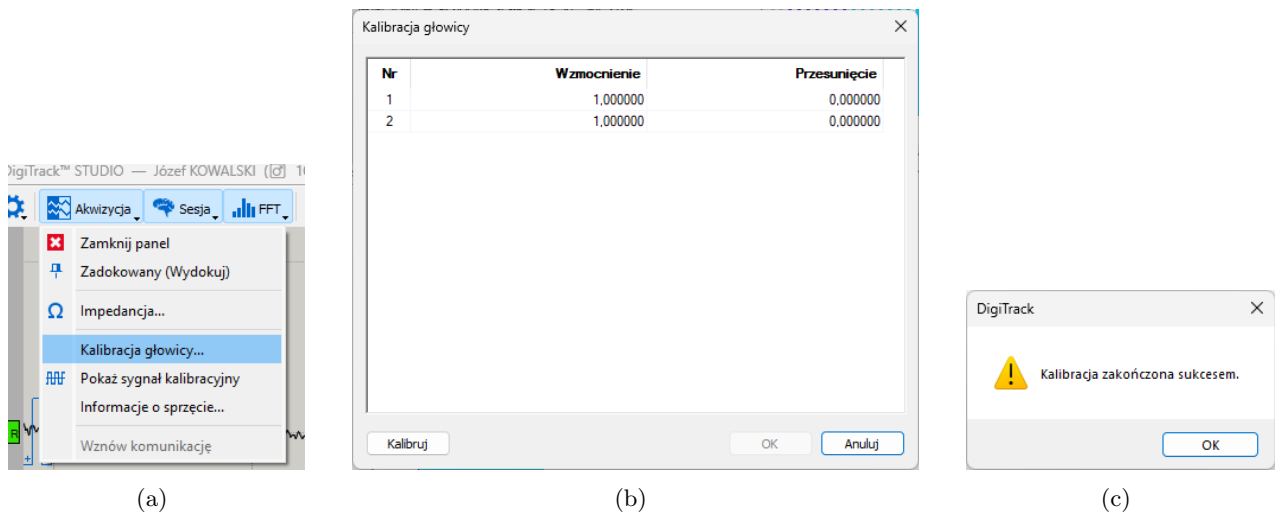 DigiTrack™ STUDIO — Józef KOWALSKI (
Akwizycja Sesja FFT
Zamknij panel
Zadokowany (Wydokuj)
Ω Impedancja...
Kalibracja głowicy...
Pokaż sygnał kalibracyjny
Informacje o sprzęcie...
R
Wznów komunikację
(a)
Kalibracja głowicy
Nr Wzmocnienie Przesunięcie
1 1,000000 0,000000
2 1,000000 0,000000
Kalibruj OK Anuluj
(b)
DigiTrack
Kalibracja zakończona sukcesem.
OK
(c)